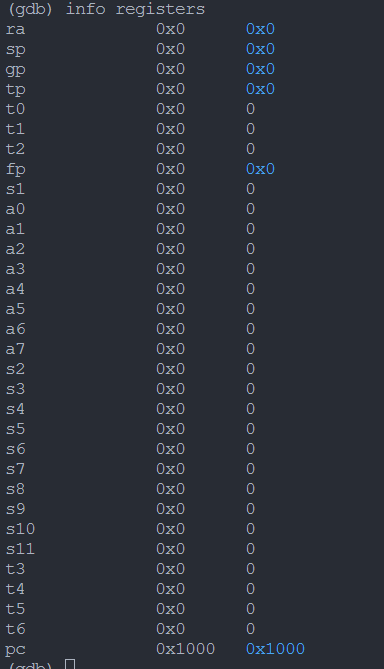 (gdb) info registers
ra 0x0 0x0
sp 0x0 0x0
gp 0x0 0x0
tp 0x0 0x0
t0 0x0 0
t1 0x0 0
t2 0x0 0
fp 0x0 0x0
s1 0x0 0
a0 0x0 0
a1 0x0 0
a2 0x0 0
a3 0x0 0
a4 0x0 0
a5 0x0 0
a6 0x0 0
a7 0x0 0
s2 0x0 0
s3 0x0 0
s4 0x0 0
s5 0x0 0
s6 0x0 0
s7 0x0 0
s8 0x0 0
s9 0x0 0
s10 0x0 0
s11 0x0 0
t3 0x0 0
t4 0x0 0
t5 0x0 0
t6 0x0 0
pc 0x1000 0x1000
(gdb)